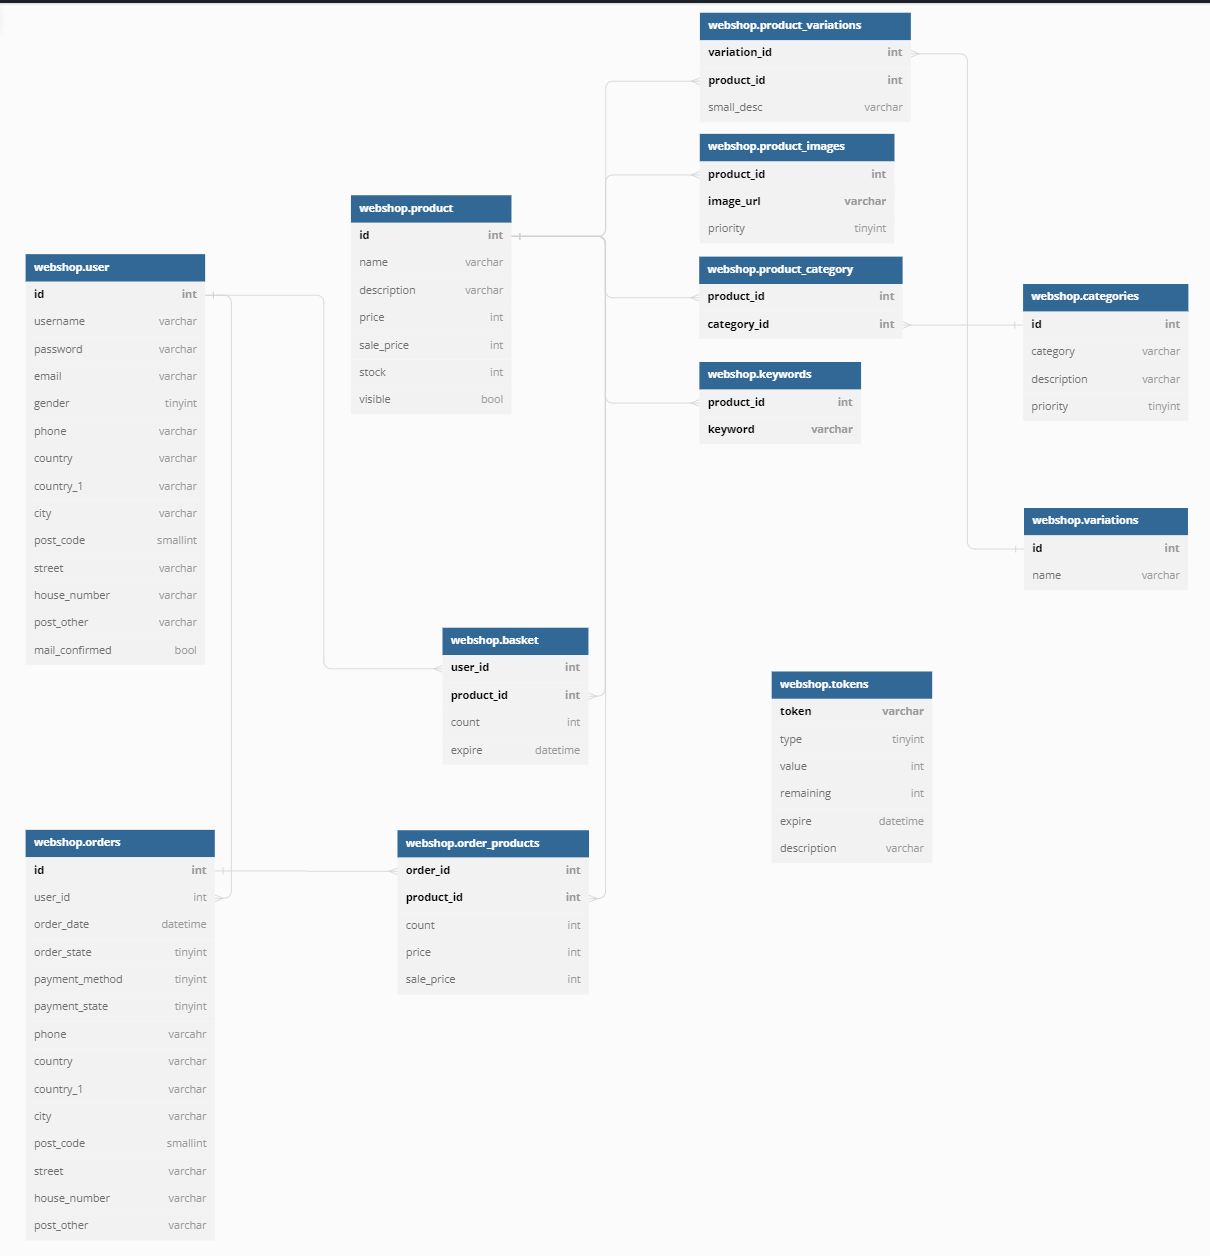 webshop.product_variations
variation_id int
product_id int
small_desc varchar
webshop.product_images
product_id int
image_url varchar
priority tinyint
webshop.product
id int
name varchar
description varchar
price int
sale_price int
stock int
visible bool
webshop.product_category
product_id int
category_id int
webshop.user
id int
username varchar
password varchar
email varchar
gender tinyint
phone varchar
country varchar
country_1 varchar
city varchar
post_code smallint
street varchar
house_number varchar
post_other varchar
mail_confirmed bool
webshop.categories
id int
category varchar
description varchar
priority tinyint
webshop.keywords
product_id int
keyword varchar
webshop.variations
id int
name varchar
webshop.basket
user_id int
product_id int
count int
expire datetime
webshop.tokens
token varchar
type tinyint
value int
remaining int
expire datetime
description varchar
webshop.orders
id int
user_id int
order_date datetime
order_state tinyint
payment_method tinyint
payment_state tinyint
phone varcahr
country varchar
country_1 varchar
city varchar
post_code smallint
street varchar
house_number varchar
post_other varchar
webshop.order_products
order_id int
product_id int
count int
price int
sale_price int